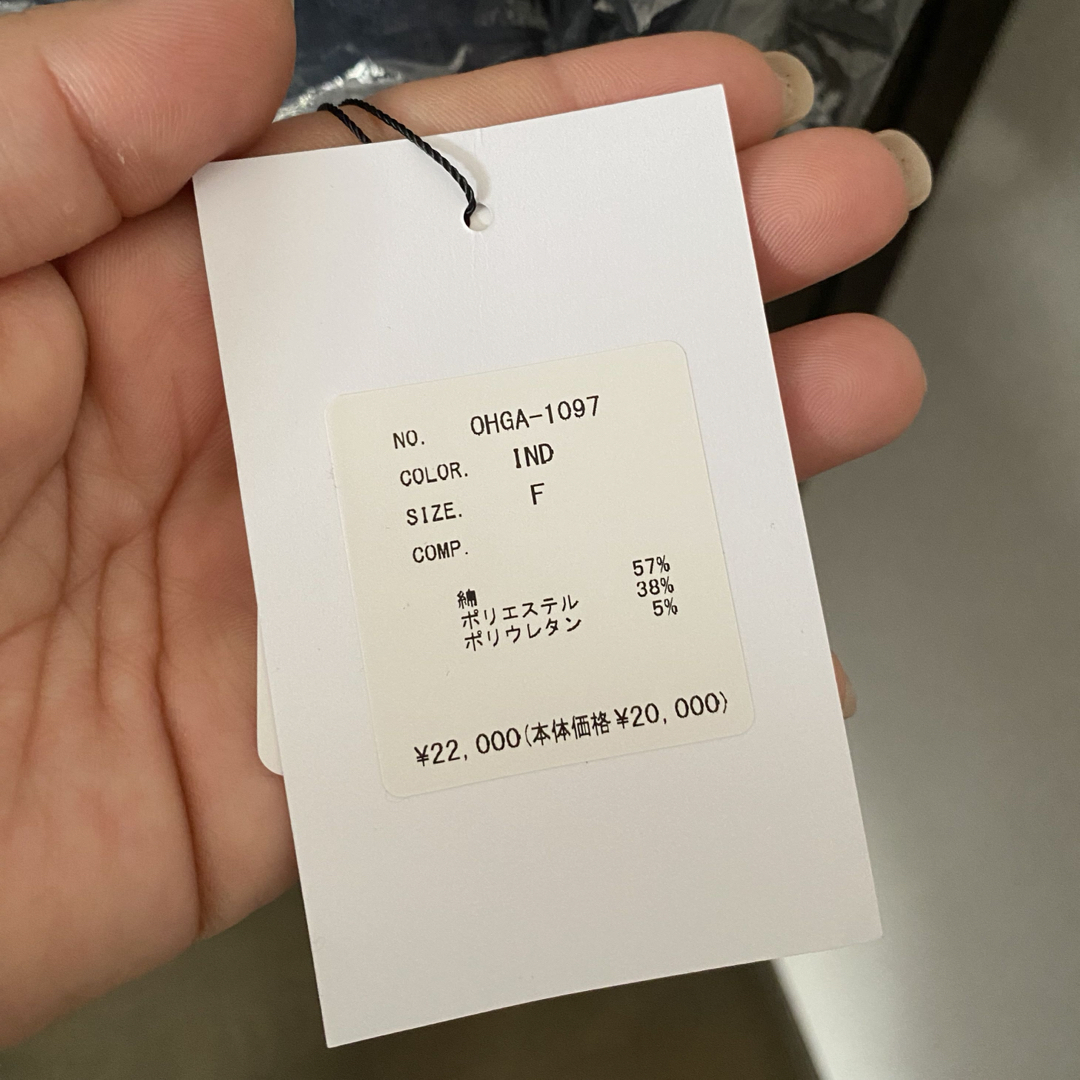 NO. OHGA-1097
COLOR. IND
SIZE. F
COMP.
綿 57%
ポリエステル 38%
ポリウレタン 5%
¥22,000(本体価格¥20,000)